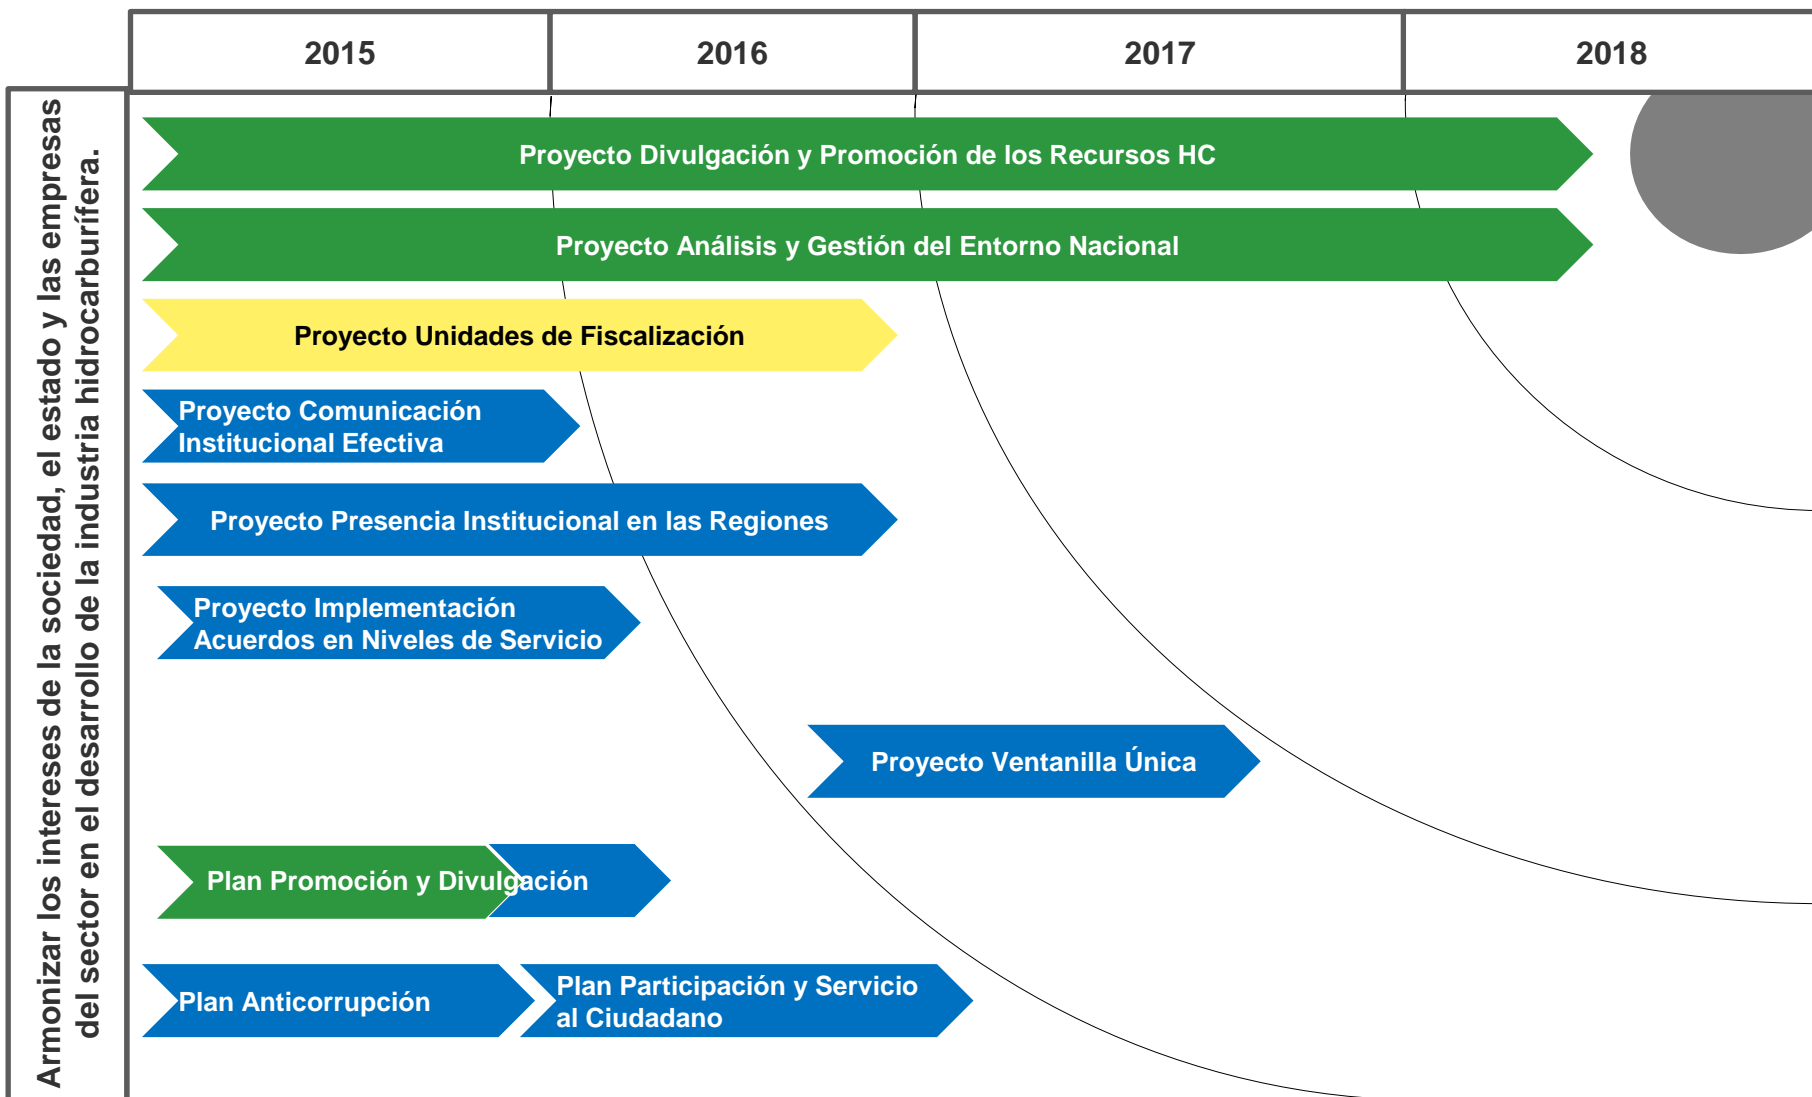 2015
2016
2017
2018
Armonizar los intereses de la sociedad, el estado y las empresas
del sector en el desarrollo de la industria hidrocarburífera.
Proyecto Divulgación y Promoción de los Recursos HC
Proyecto Análisis y Gestión del Entorno Nacional
Proyecto Unidades de Fiscalización
Proyecto Comunicación
Institucional Efectiva
Proyecto Presencia Institucional en las Regiones
Proyecto Implementación
Acuerdos en Niveles de Servicio
Proyecto Ventanilla Única
Plan Promoción y Divulgación
Plan Anticorrupción
Plan Participación y Servicio
al Ciudadano